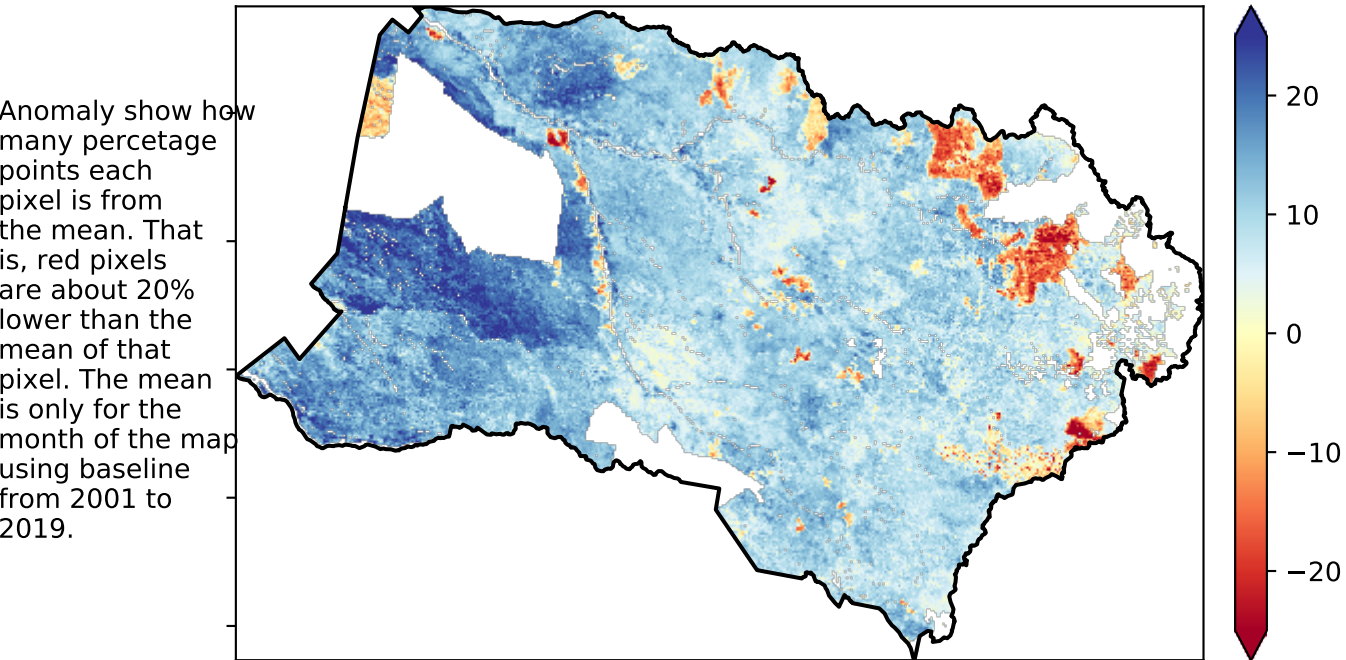 Anomaly show how
many percetage
points each
pixel is from
the mean. That
is, red pixels
are about 20%
lower than the
mean of that
pixel. The mean
is only for the
month of the map
using baseline
from 2001 to
2019.
20
10
0
−10
−20